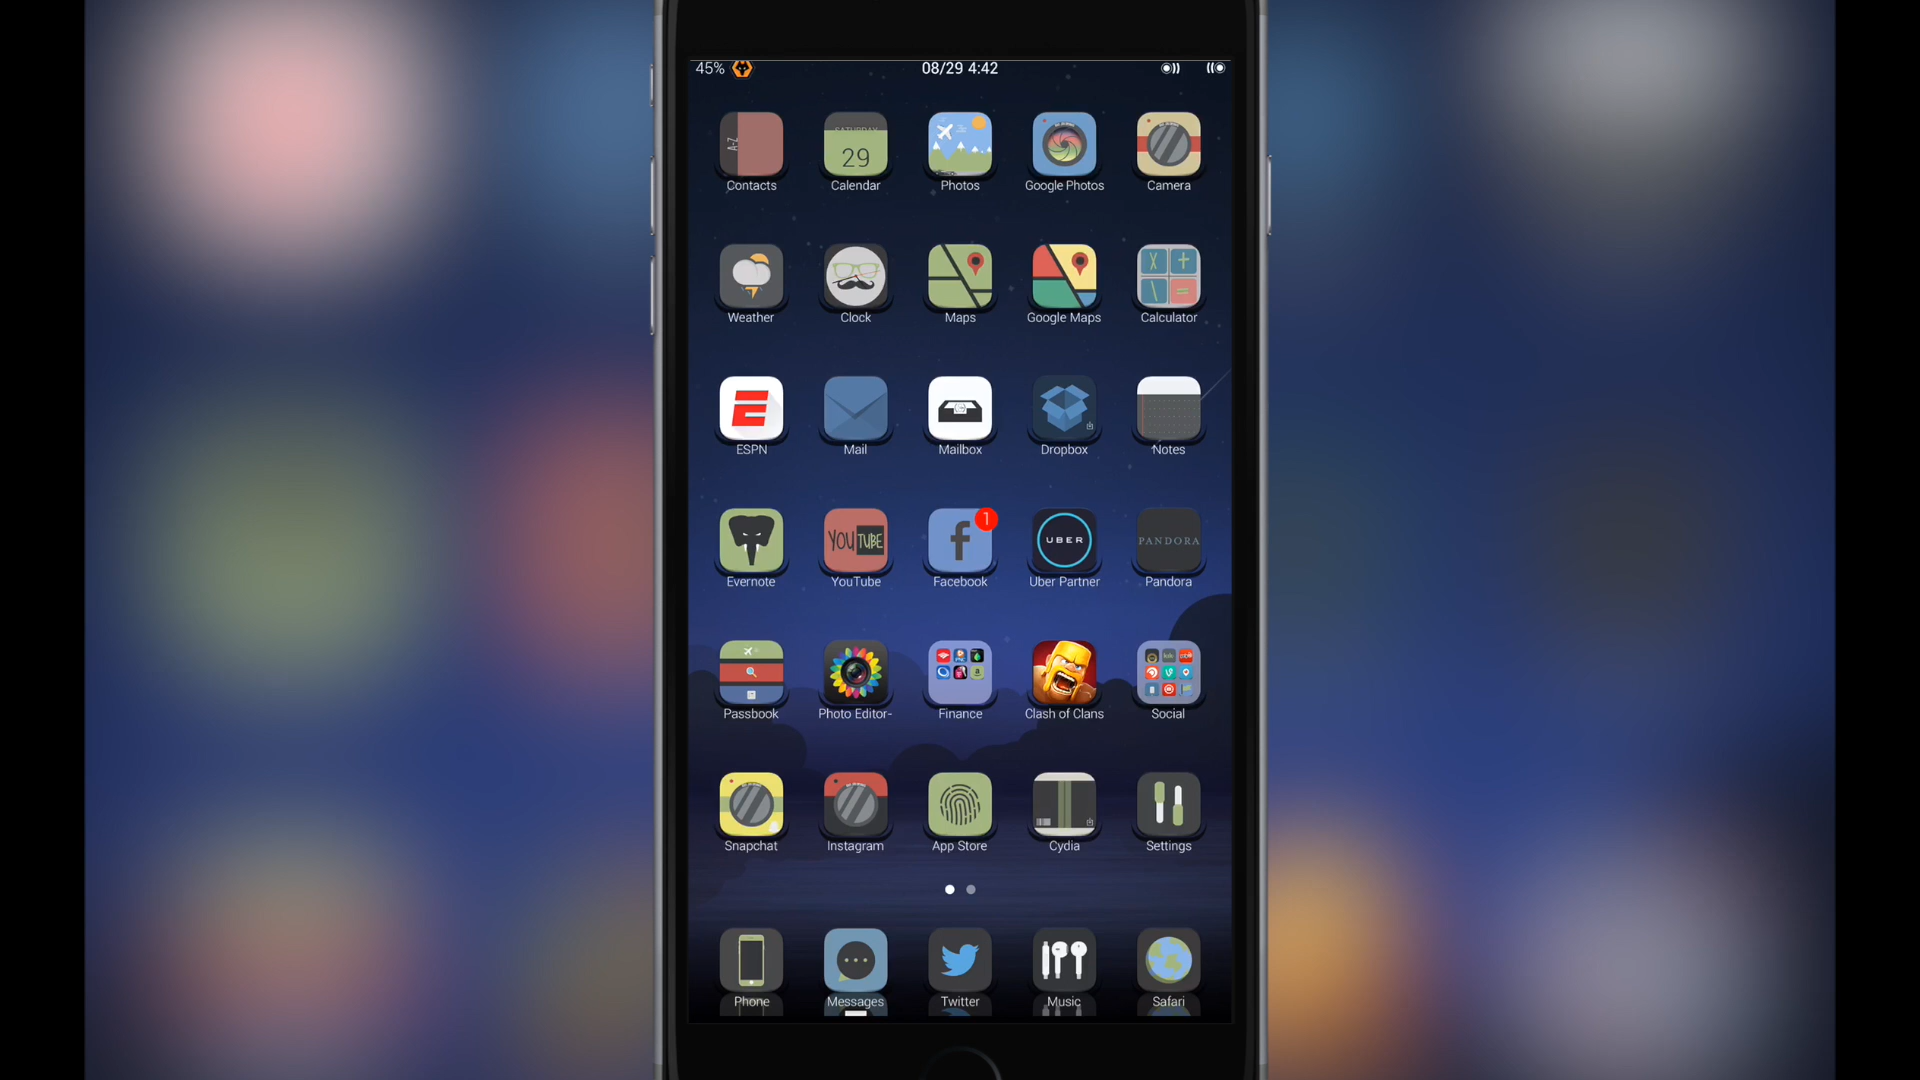 45% 08/29 4:42
A-Z
SATURDAY
29
Contacts Calendar Photos Google Photos Camera
Weather Clock Maps Google Maps Calculator
ESPN Mail Mailbox Dropbox Notes
YOUTUBE
f
1
UBER
PANDORA
Evernote YouTube Facebook Uber Partner Pandora
Passbook Photo Editor- Finance Clash of Clans Social
Snapchat Instagram App Store Cydia Settings
Phone Messages Twitter Music Safari